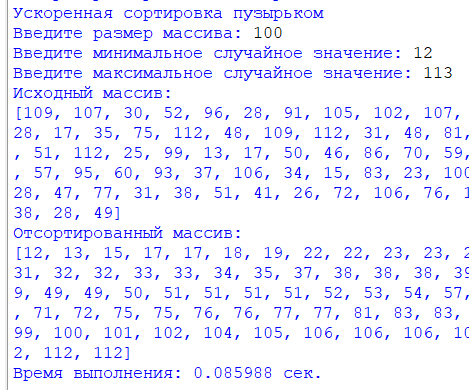 Ускоренная сортировка пузырьком
Введите размер массива: 100
Введите минимальное случайное значение: 12
Введите максимальное случайное значение: 113
Исходный массив:
[109, 107, 30, 52, 96, 28, 91, 105, 102, 107,
28, 17, 35, 75, 112, 48, 109, 112, 31, 48, 81,
, 51, 112, 25, 99, 13, 17, 50, 46, 86, 70, 59,
, 57, 95, 60, 93, 37, 106, 34, 15, 83, 23, 100
28, 47, 77, 31, 38, 51, 41, 26, 72, 106, 76, 1
38, 28, 49]
Отсортированный массив:
[12, 13, 15, 17, 17, 18, 19, 22, 22, 23, 23, 2
31, 32, 32, 33, 33, 34, 35, 37, 38, 38, 38, 39
9, 49, 49, 50, 51, 51, 51, 51, 52, 53, 54, 57,
, 71, 72, 75, 75, 76, 76, 77, 77, 81, 83, 83,
99, 100, 101, 102, 104, 105, 106, 106, 106, 10
2, 112, 112]
Время выполнения: 0.085988 сек.